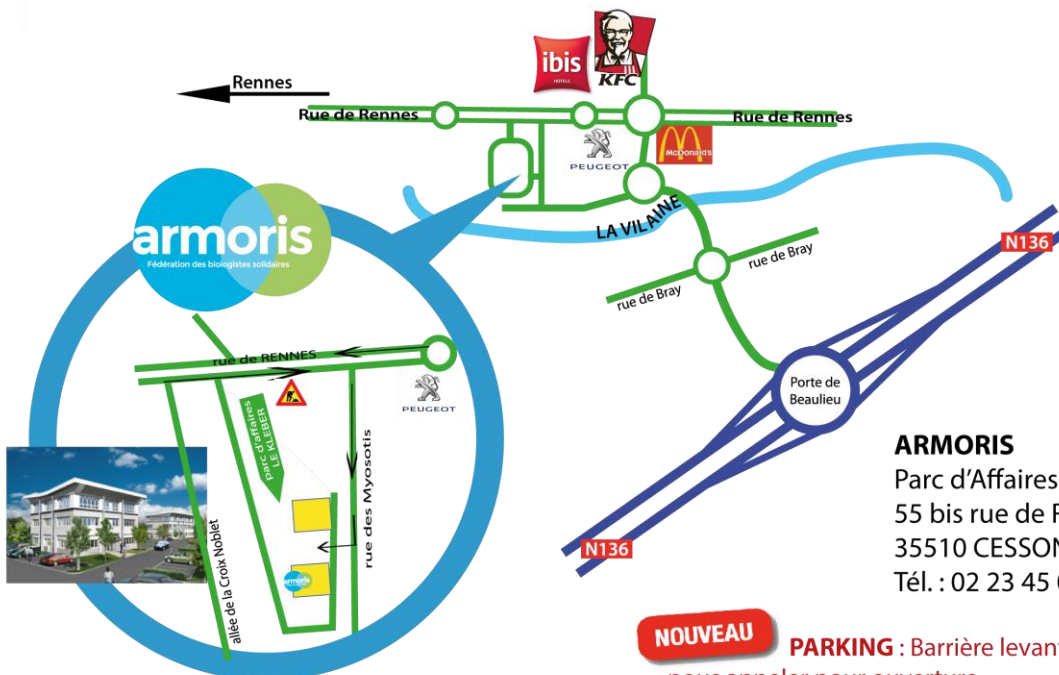 ibis
HOTELS
KFC
Rennes
Rue de Rennes
Rue de Rennes
PEUGEOT
McDonald's
LA VILAINE
N136
armoris
Fédération des biologistes solidaires
rue de Bray
rue de Bray
rue de RENNES
PEUGEOT
Porte de
Beaulieu
Parc d'affaires
LE KLEBER
rue des Myosotis
allée de la Croix Noblet
armoris
N136
ARMORIS
Parc d'Affaires
55 bis rue de
35510 CESSON
Tél. : 02 23 45
NOUVEAU
PARKING : Barrière